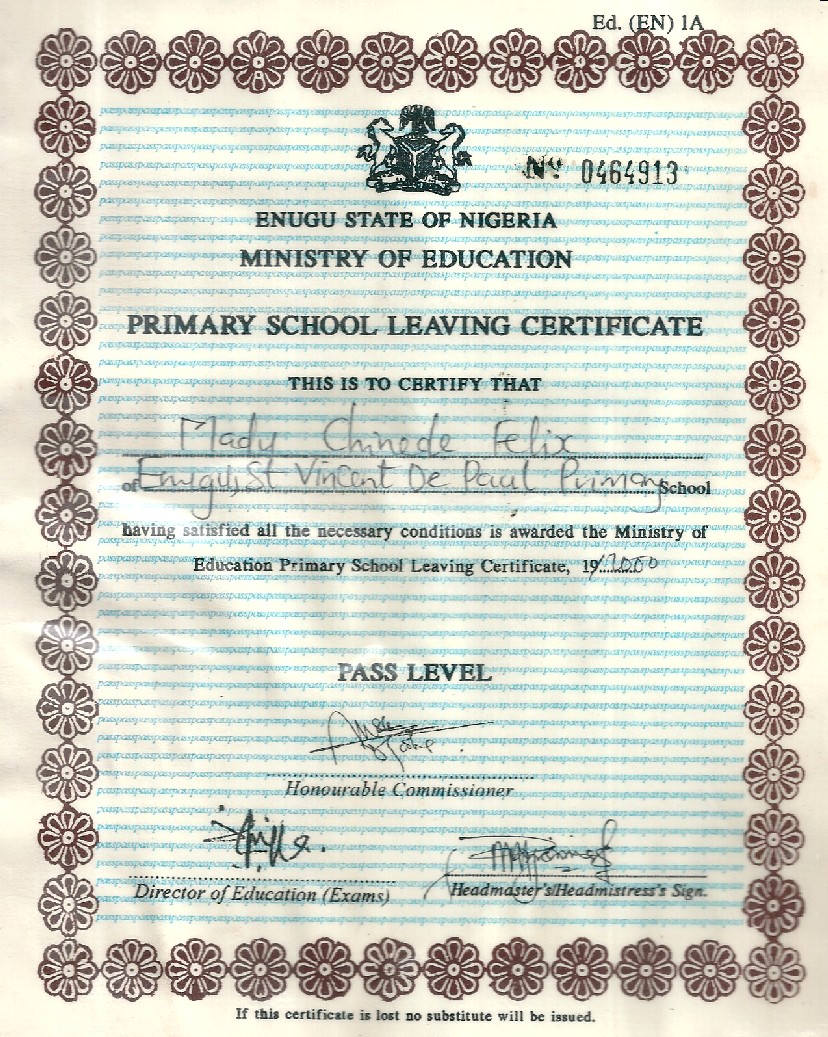 Ed. (EN) 1A
Nº 0464913
ENUGU STATE OF NIGERIA
MINISTRY OF EDUCATION
PRIMARY SCHOOL LEAVING CERTIFICATE
THIS IS TO CERTIFY THAT
Mady Chinede Felix
of Enugu, St Vincent De Paul Primary School
having satisfied all the necessary conditions is awarded the Ministry of
Education Primary School Leaving Certificate, 19 2000
PASS LEVEL
Honourable Commissioner
Director of Education (Exams)
Headmaster's/Headmistress's Sign.
If this certificate is lost no substitute will be issued.